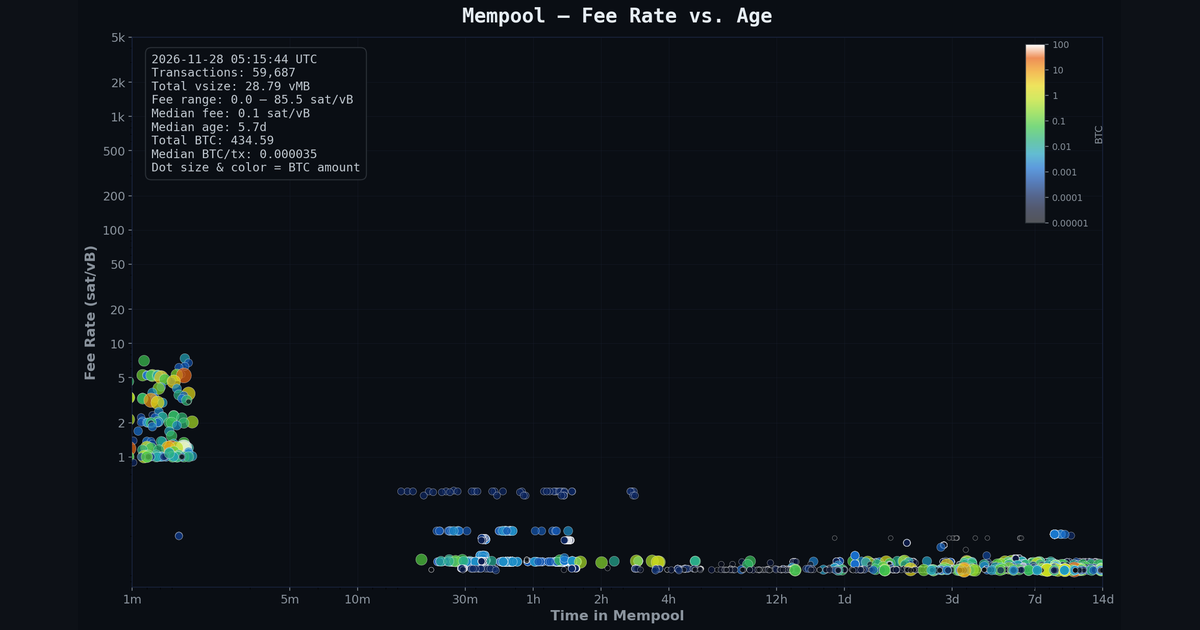 Mempool — Fee Rate vs. Age
2026-11-28 05:15:44 UTC
Transactions: 59,687
Total vsize: 28.79 vMB
Fee range: 0.0 – 85.5 sat/vB
Median fee: 0.1 sat/vB
Median age: 5.7d
Total BTC: 434.59
Median BTC/tx: 0.000035
Dot size & color = BTC amount
5k
2k
1k
500
200
100
50
20
10
5
2
1
Fee Rate (sat/vB)
100
10
1
0.1
0.01
0.001
0.0001
0.00001
BTC
1m
5m
10m
30m
1h
2h
4h
12h
1d
3d
7d
14d
Time in Mempool